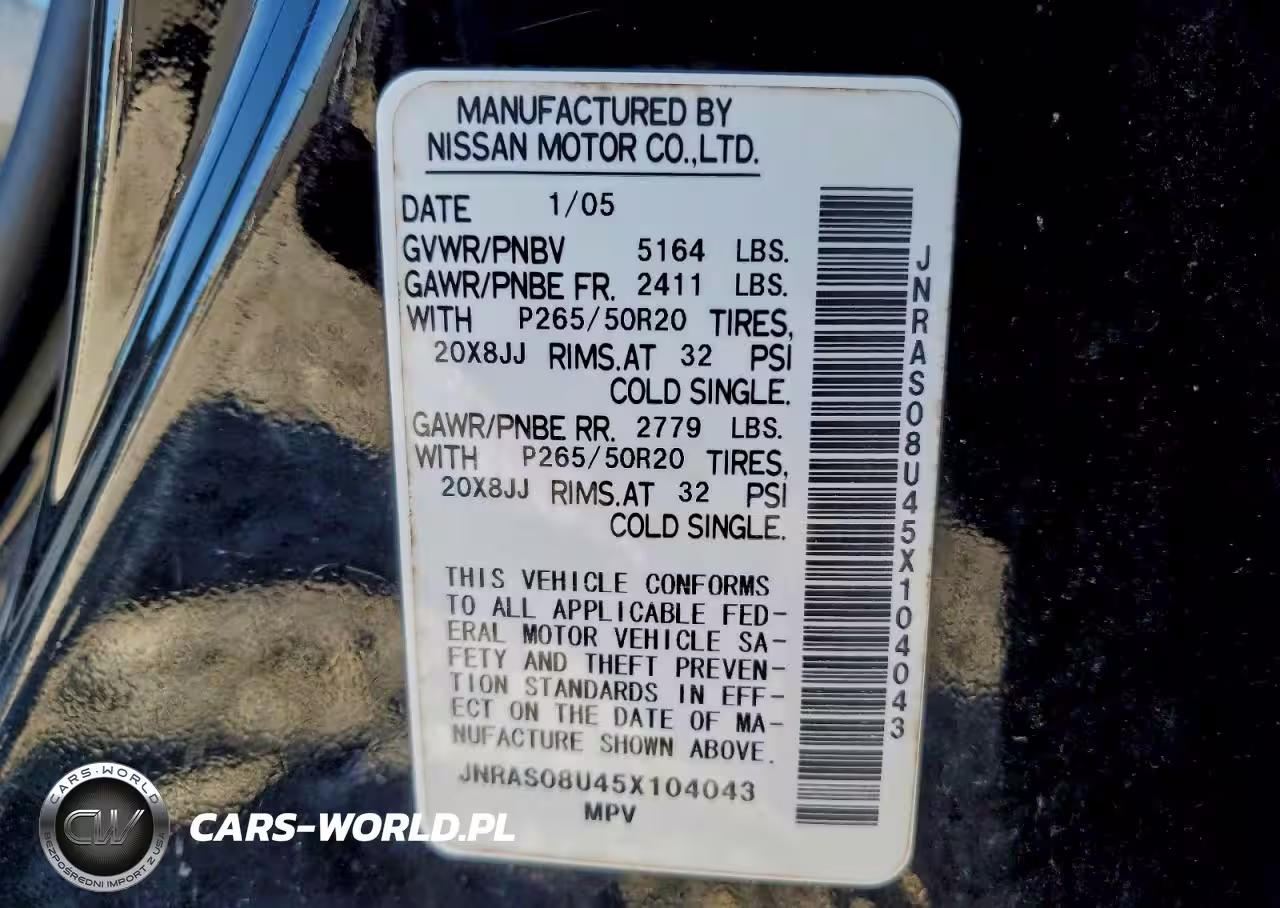 MANUFACTURED BY
NISSAN MOTOR CO.,LTD.
DATE 1/05
GVWR/PNBV 5164 LBS.
GAWR/PNBE FR. 2411 LBS.
WITH P265/50R20 TIRES,
20X8JJ RIMS.AT 32 PSI
COLD SINGLE.
GAWR/PNBE RR. 2779 LBS.
WITH P265/50R20 TIRES,
20X8JJ RIMS.AT 32 PSI
COLD SINGLE.
THIS VEHICLE CONFORMS
TO ALL APPLICABLE FED-
ERAL MOTOR VEHICLE SA-
FETY AND THEFT PREVEN-
TION STANDARDS IN EFF-
ECT ON THE DATE OF MA-
NUFACTURE SHOWN ABOVE.
JNRAS08U45X104043
MPV
JNRAS08U45X104043
CARS-WORLD
CW
BEZPOŚREDNI IMPORT Z USA
CARS-WORLD.PL